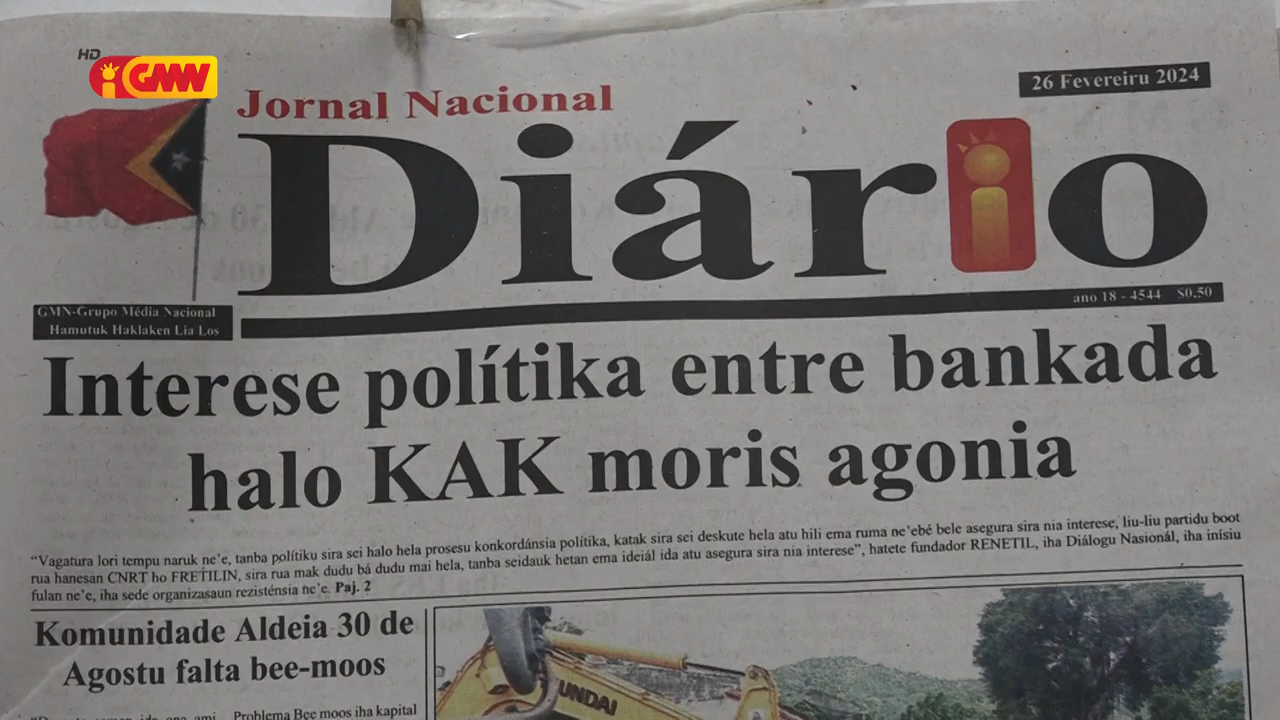 HD
GMN
Jornal Nacional
26 Fevereiru 2024
Diário
GMN-Grupo Média Nacional
Hamutuk Haklaken Lia Los
ano 18 - 4544 $0,50
Interese polítika entre bankada
halo KAK moris agonia
“Vagatura lori tempu naruk ne’e, tanba polítiku sira sei halo hela prosesu konkordánsia polítika, katak sira sei deskute hela atu hili ema ruma ne’ebé bele asegura sira nia interese, liu-liu partidu boot
rua hanesan CNRT ho FRETILIN, sira rua mak dudu bá dudu mai hela, tanba seidauk hetan ema ideiál ida atu asegura sira nia interese”, hatete fundador RENETIL, iha Diálogu Nasionál, iha inísiu
fulan ne’e, iha sede organizasaun rezisténsia ne’e. Paj. 2
Komunidade Aldeia 30 de
Agostu falta bee-moos
Problema Bee moos iha kapital
UNDAI